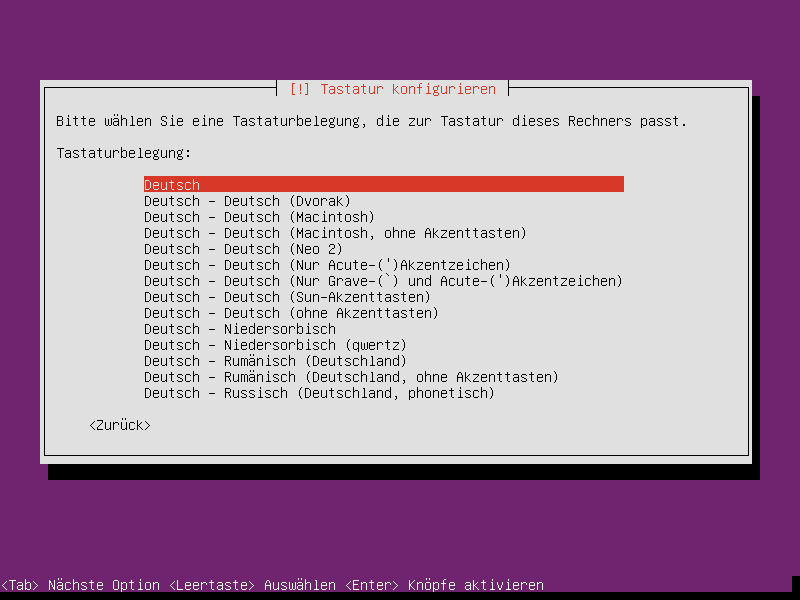 [!] Tastatur konfigurieren
Bitte wählen Sie eine Tastaturbelegung, die zur Tastatur dieses Rechners passt.
Tastaturbelegung:
Deutsch
Deutsch - Deutsch (Dvorak)
Deutsch - Deutsch (Macintosh)
Deutsch - Deutsch (Macintosh, ohne Akzenttasten)
Deutsch - Deutsch (Neo 2)
Deutsch - Deutsch (Nur Acute-(')Akzentzeichen)
Deutsch - Deutsch (Nur Grave-(`) und Acute-(')Akzentzeichen)
Deutsch - Deutsch (Sun-Akzenttasten)
Deutsch - Deutsch (ohne Akzenttasten)
Deutsch - Niedersorbisch
Deutsch - Niedersorbisch (qwertz)
Deutsch - Rumänisch (Deutschland)
Deutsch - Rumänisch (Deutschland, ohne Akzenttasten)
Deutsch - Russisch (Deutschland, phonetisch)
<Zurück>
<Tab> Nächste Option <Leertaste> Auswählen <Enter> Knöpfe aktivieren